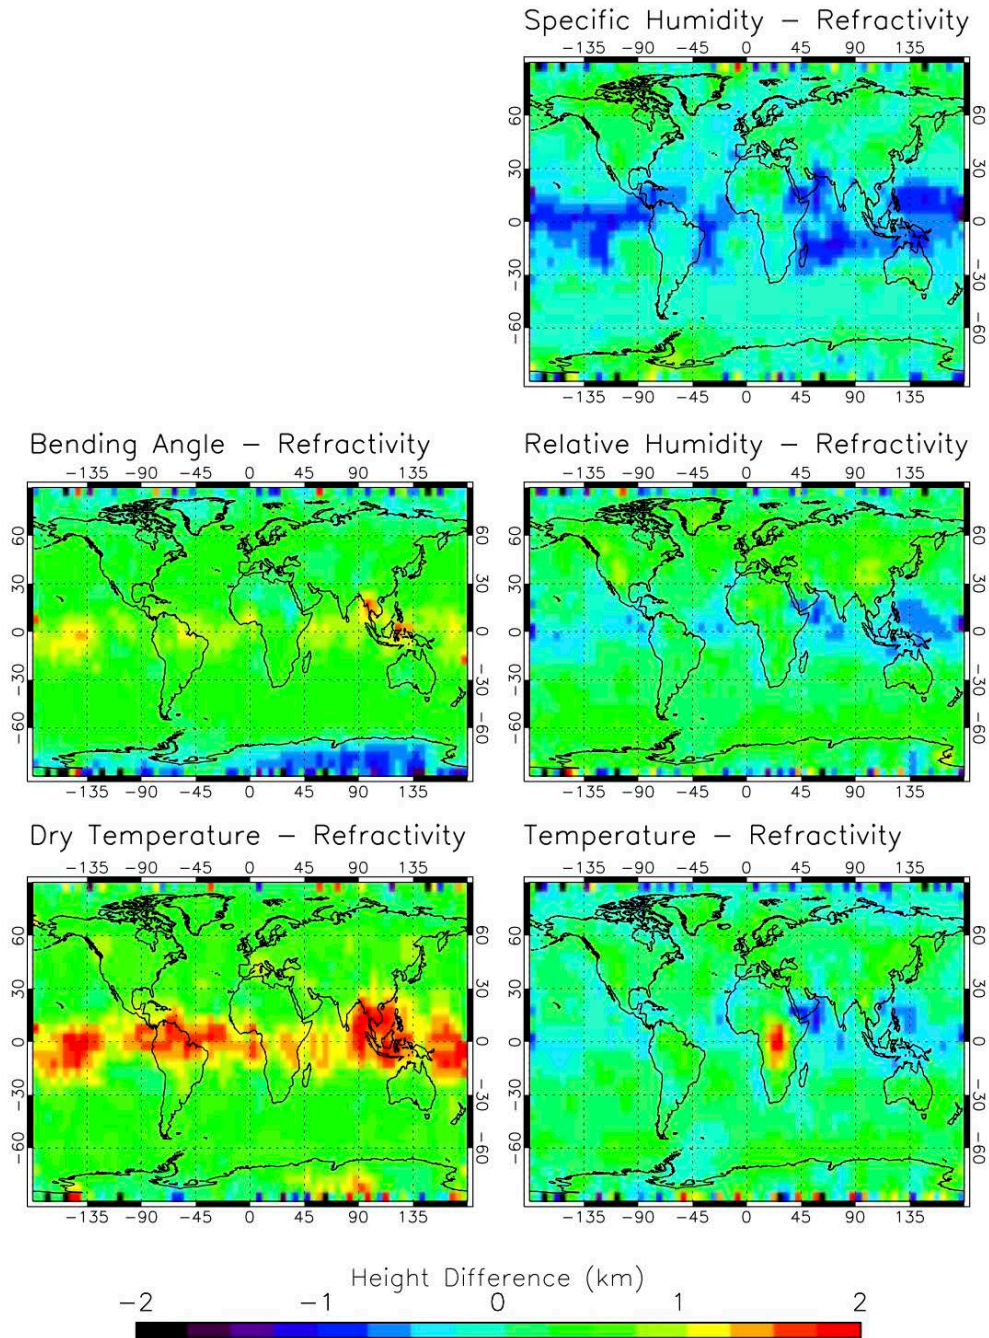 Specific Humidity – Refractivity
−135 −90 −45 0 45 90 135
60 30 0 −30 −60
60 30 0 −30 −60
−135 −90 −45 0 45 90 135
Bending Angle – Refractivity
−135 −90 −45 0 45 90 135
60 30 0 −30 −60
60 30 0 −30 −60
−135 −90 −45 0 45 90 135
Relative Humidity – Refractivity
−135 −90 −45 0 45 90 135
60 30 0 −30 −60
60 30 0 −30 −60
−135 −90 −45 0 45 90 135
Dry Temperature – Refractivity
−135 −90 −45 0 45 90 135
60 30 0 −30 −60
60 30 0 −30 −60
−135 −90 −45 0 45 90 135
Temperature – Refractivity
−135 −90 −45 0 45 90 135
60 30 0 −30 −60
60 30 0 −30 −60
−135 −90 −45 0 45 90 135
Height Difference (km)
−2 −1 0 1 2